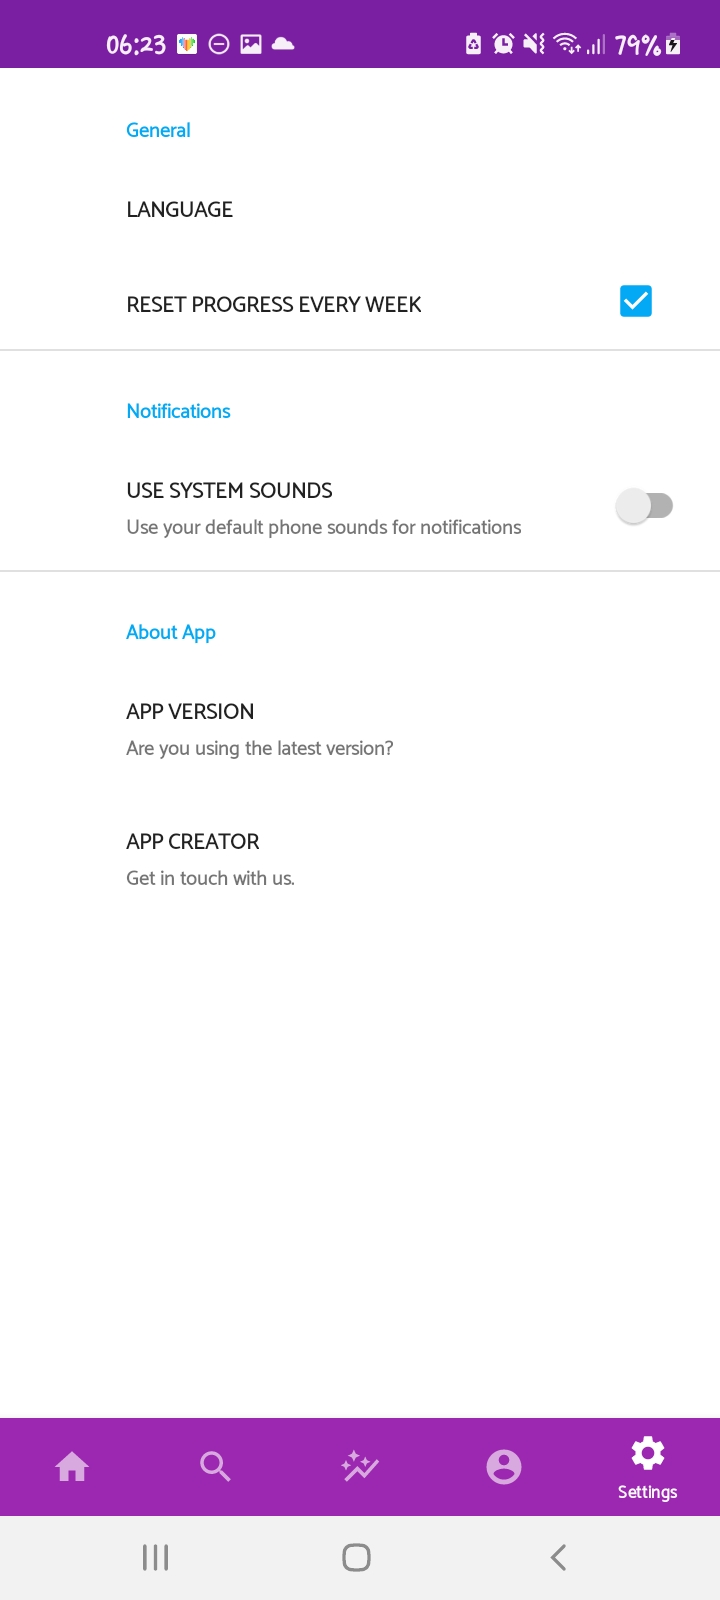 06:23 79%
General
LANGUAGE
RESET PROGRESS EVERY WEEK
Notifications
USE SYSTEM SOUNDS
Use your default phone sounds for notifications
About App
APP VERSION
Are you using the latest version?
APP CREATOR
Get in touch with us.
Settings